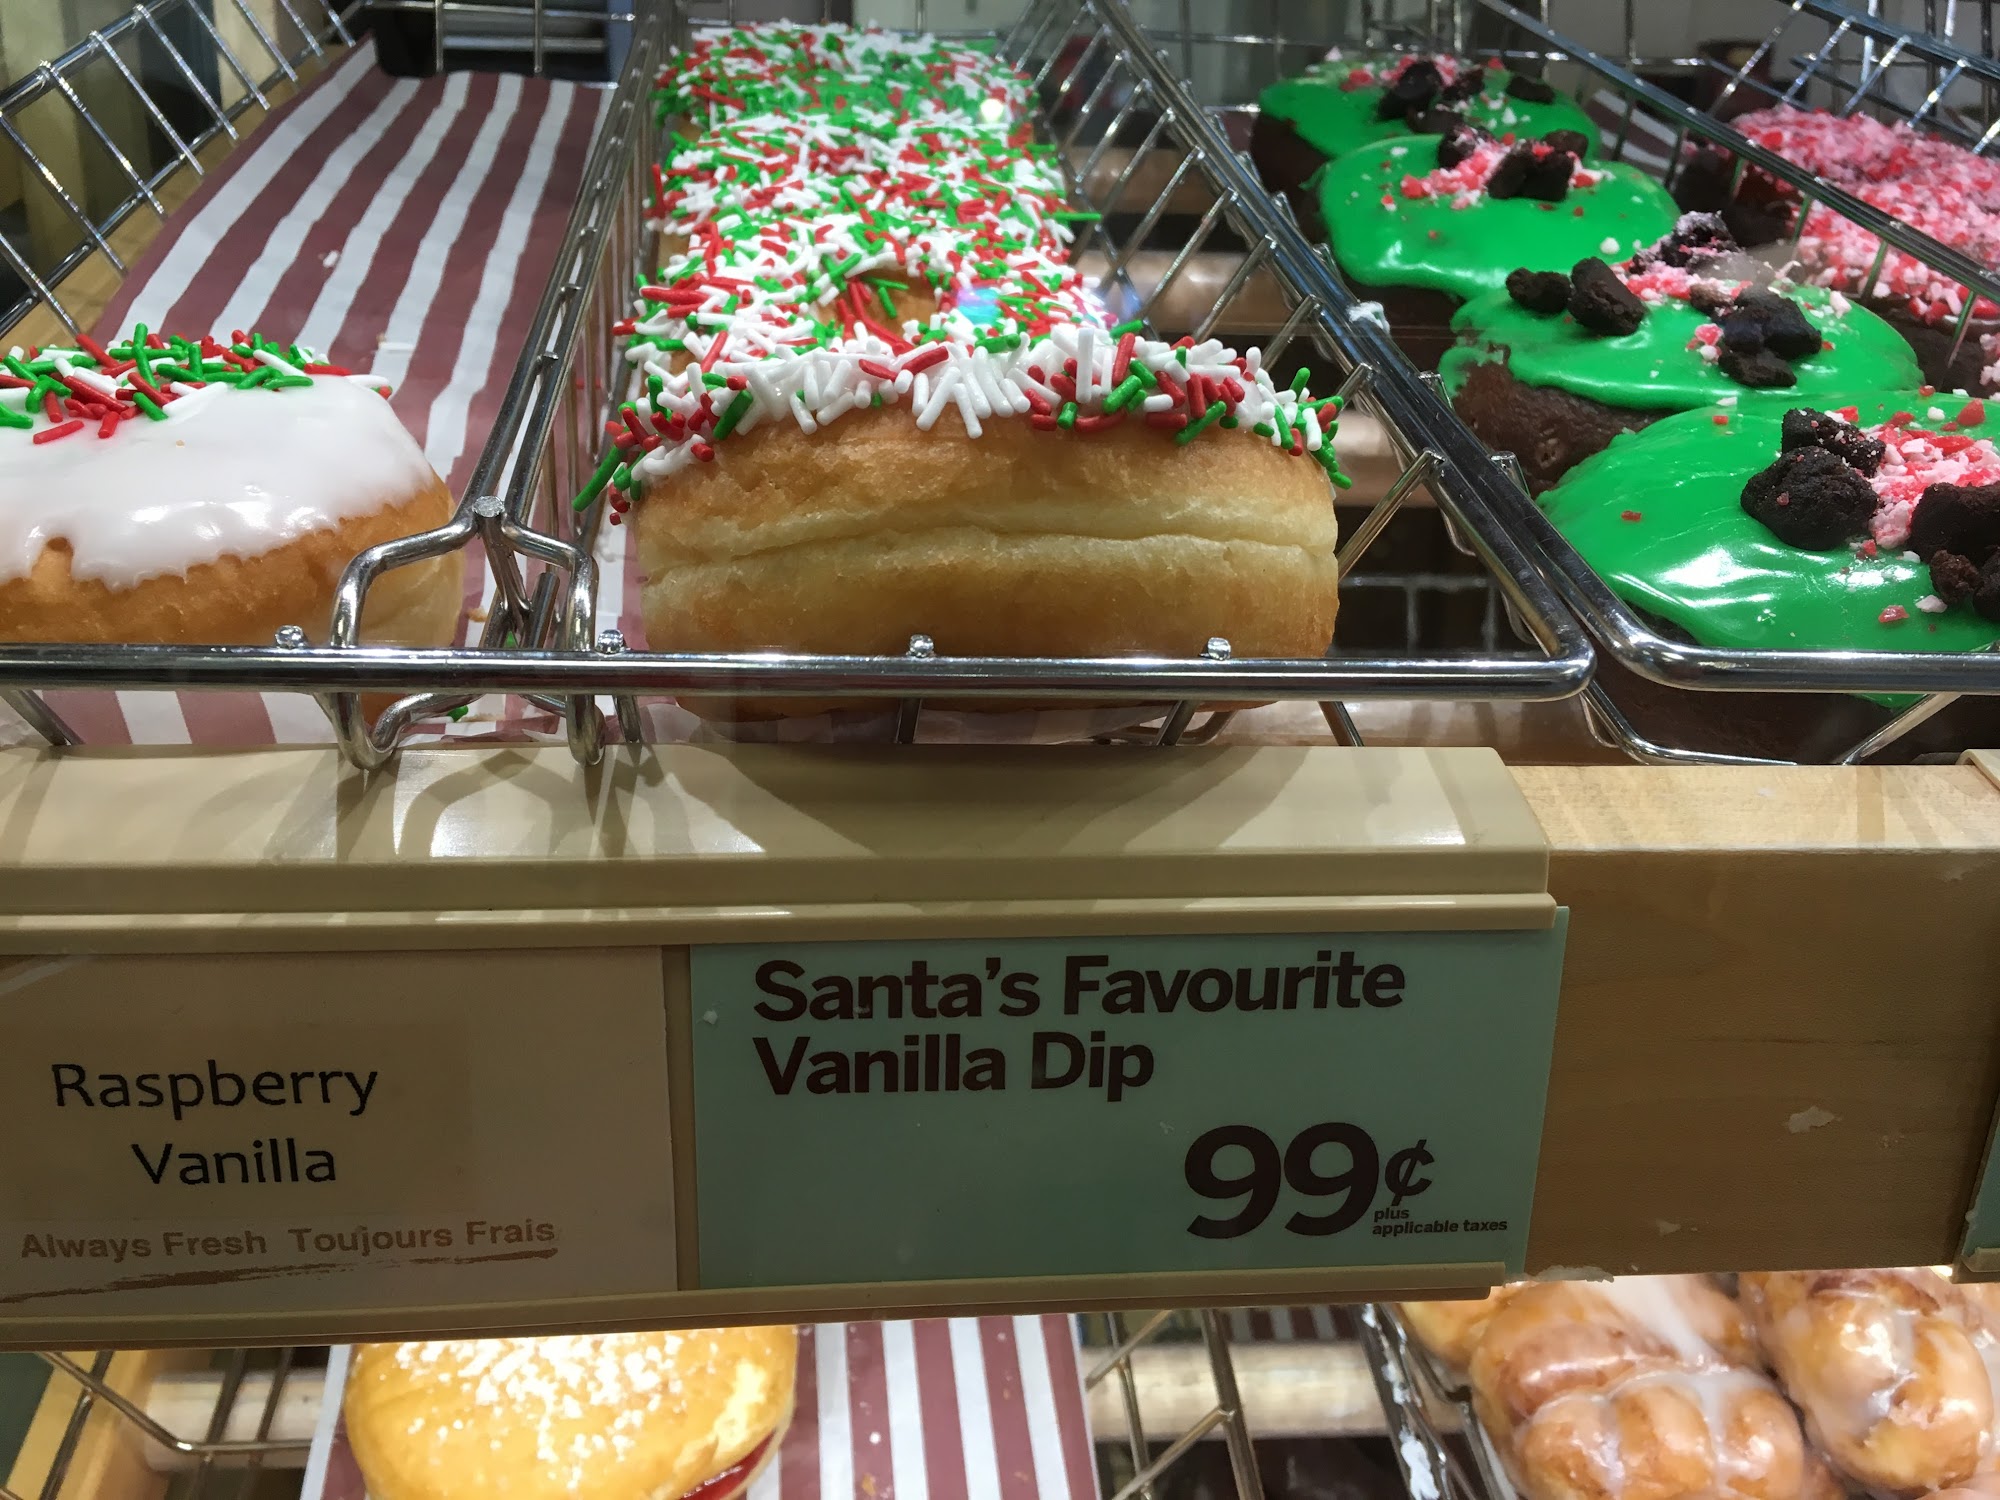 Raspberry
Vanilla
Always Fresh Toujours Frais
Santa's Favourite
Vanilla Dip
99¢
plus
applicable taxes